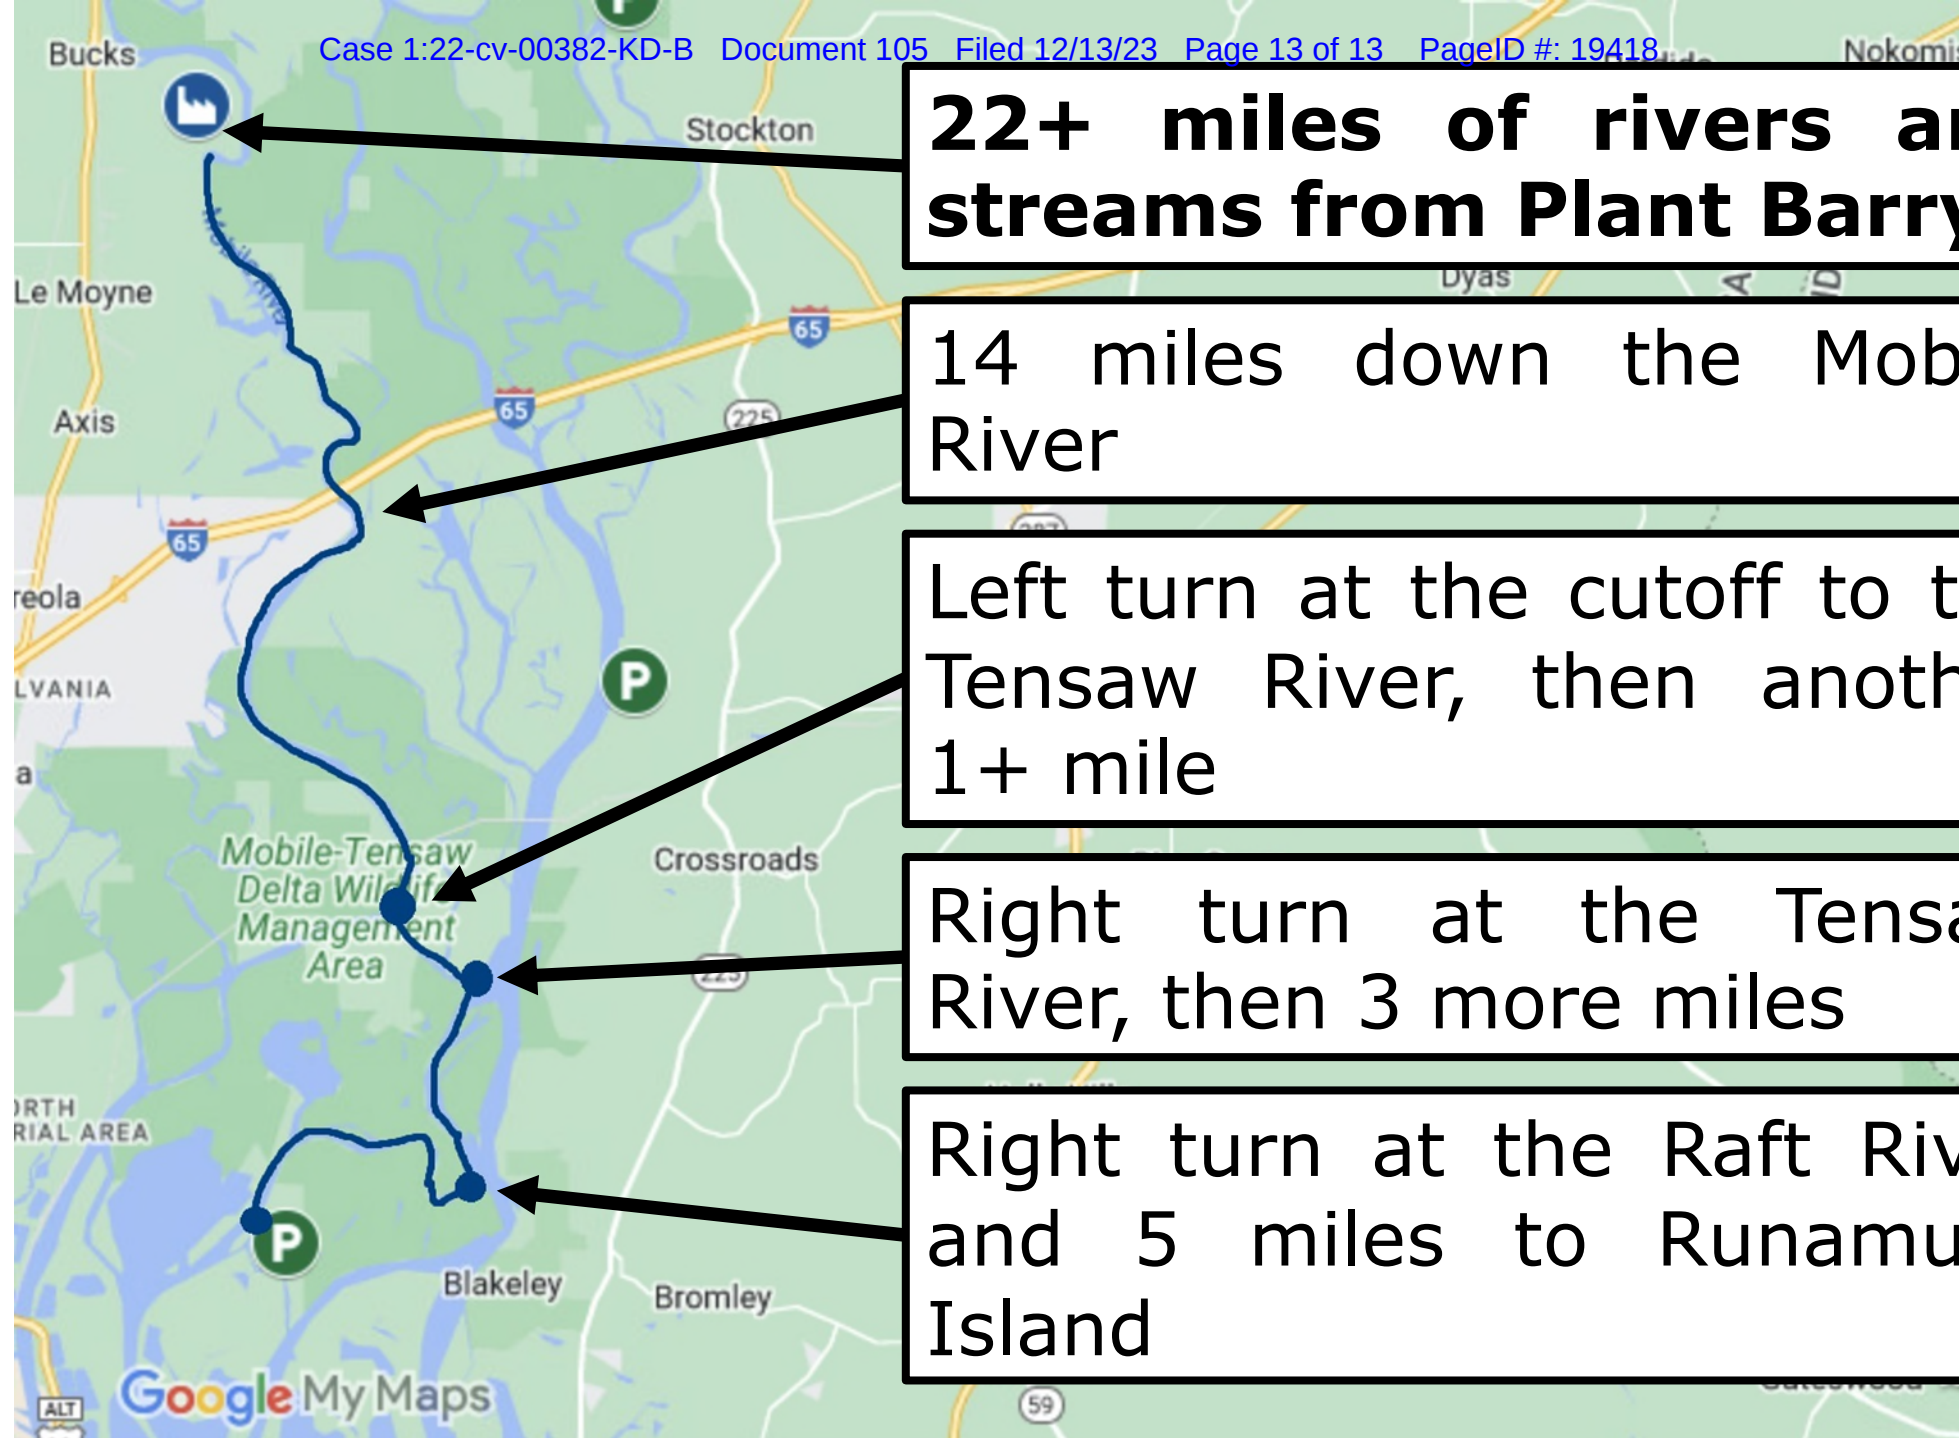 Case 1:22-cv-00382-KD-B Document 105 Filed 12/13/23 Page 13 of 13 PageID #: 19418
Bucks
Stockton
Nokomis
22+ miles of rivers an
streams from Plant Barry
Mobile River
Le Moyne
Dyas
65
14 miles down the Mob
River
65
225
Axis
65
287
reola
Left turn at the cutoff to t
Tensaw River, then anoth
1+ mile
P
LVANIA
a
Mobile-Tensaw
Delta Wildlife
Management
Area
Crossroads
Right turn at the Tensa
River, then 3 more miles
225
ORTH
RIAL AREA
Right turn at the Raft Riv
and 5 miles to Runamu
Island
P
Blakeley
Bromley
Google My Maps
ALT
59